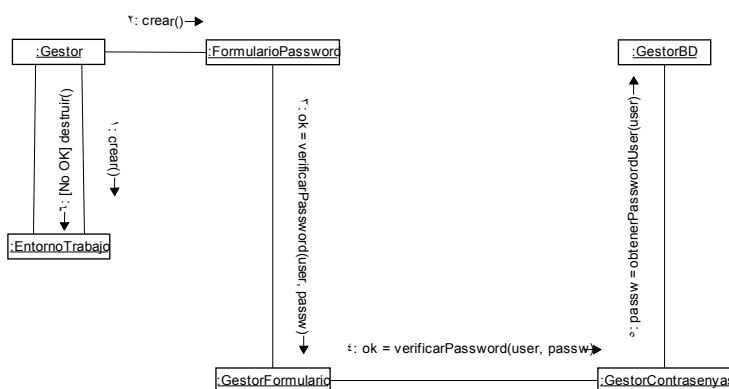 ٢: crear()
:Gestor
:FormularioPassword
:GestorBD
٦: [No OK] destruir()
١: crear()
٣: ok = verificarPassword(user, passw)
٥: passw = obtenerPasswordUser(user)
:EntornoTrabajo
٤: ok = verificarPassword(user, passw)
:GestorFormulario
:GestorContrasenyas